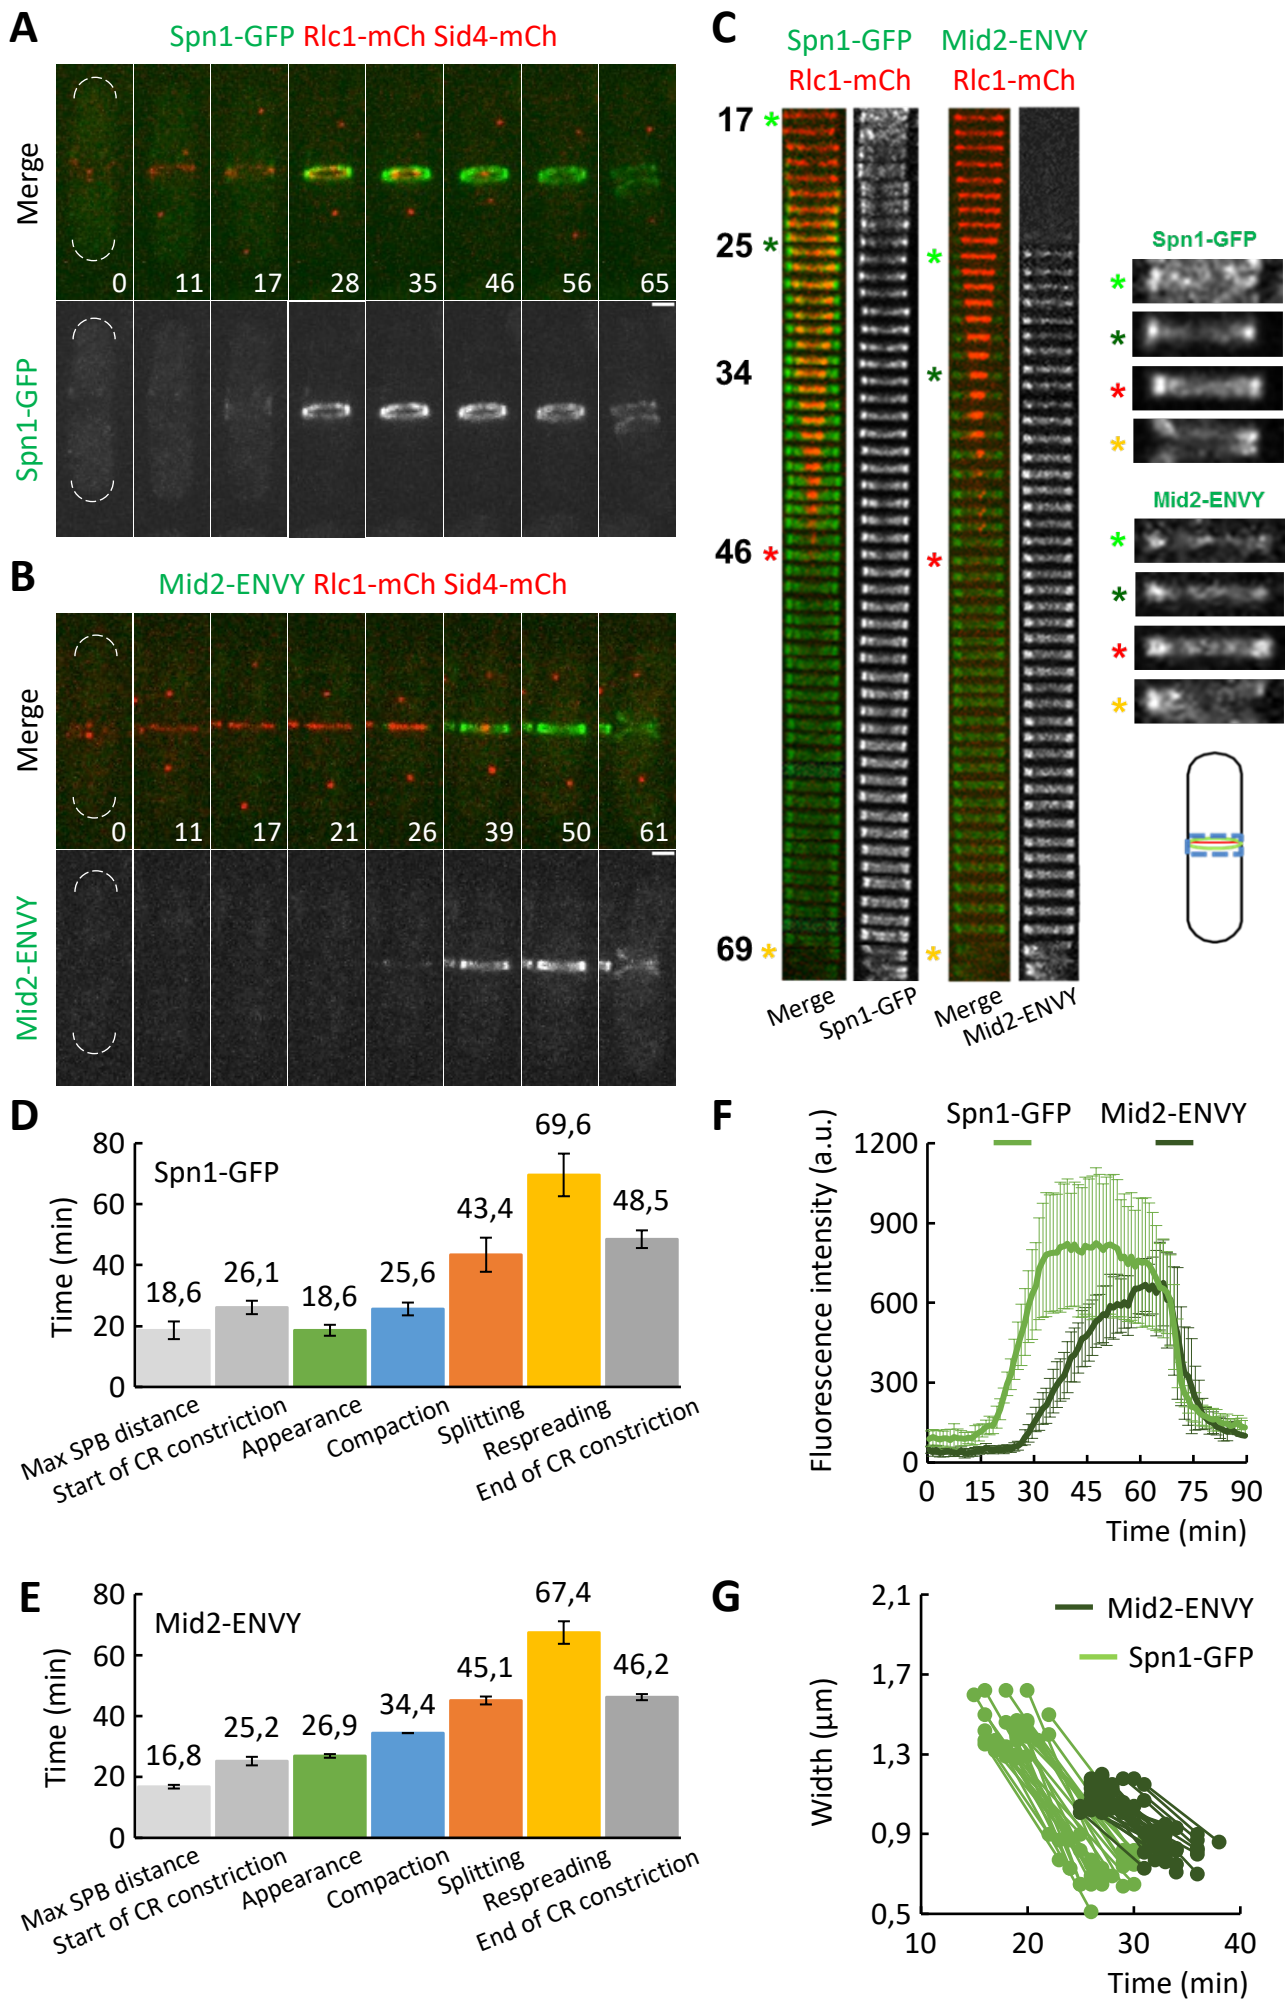 A
Spn1-GFP Rlc1-mCh Sid4-mCh
Merge
0 11 17 28 35 46 56 65
Spn1-GFP
B
Mid2-ENVY Rlc1-mCh Sid4-mCh
Merge
0 11 17 21 26 39 50 61
Mid2-ENVY
C
Spn1-GFP Mid2-ENVY
Rlc1-mCh Rlc1-mCh
17 *
25 * *
34 *
46 * *
69 * *
Merge Spn1-GFP Merge Mid2-ENVY
Spn1-GFP
*
*
*
*
Mid2-ENVY
*
*
*
*
D
Spn1-GFP
Time (min)
80
60
40
20
0
18,6 26,1 18,6 25,6 43,4 69,6 48,5
Max SPB distance
Start of CR constriction
Appearance
Compaction
Splitting
Respreading
End of CR constriction
E
Mid2-ENVY
Time (min)
80
60
40
20
0
16,8 25,2 26,9 34,4 45,1 67,4 46,2
Max SPB distance
Start of CR constriction
Appearance
Compaction
Splitting
Respreading
End of CR constriction
F
Spn1-GFP Mid2-ENVY
Fluorescence intensity (a.u.)
1200
900
600
300
0
0 15 30 45 60 75 90
Time (min)
G
Mid2-ENVY
Spn1-GFP
Width (μm)
2,1
1,7
1,3
0,9
0,5
10 20 30 40
Time (min)